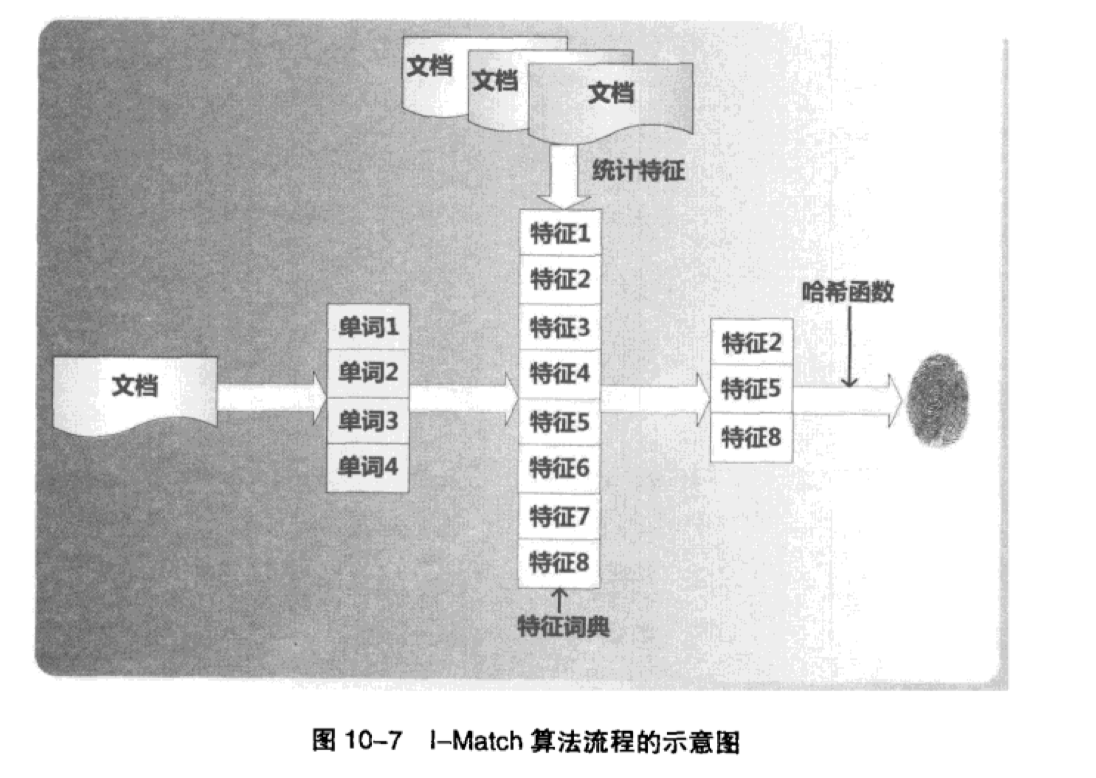 文档
文档
文档
统计特征
特征1
特征2
特征3
特征4
特征5
特征6
特征7
特征8
特征词典
文档
单词1
单词2
单词3
单词4
特征2
特征5
特征8
哈希函数
图 10-7 I-Match 算法流程的示意图